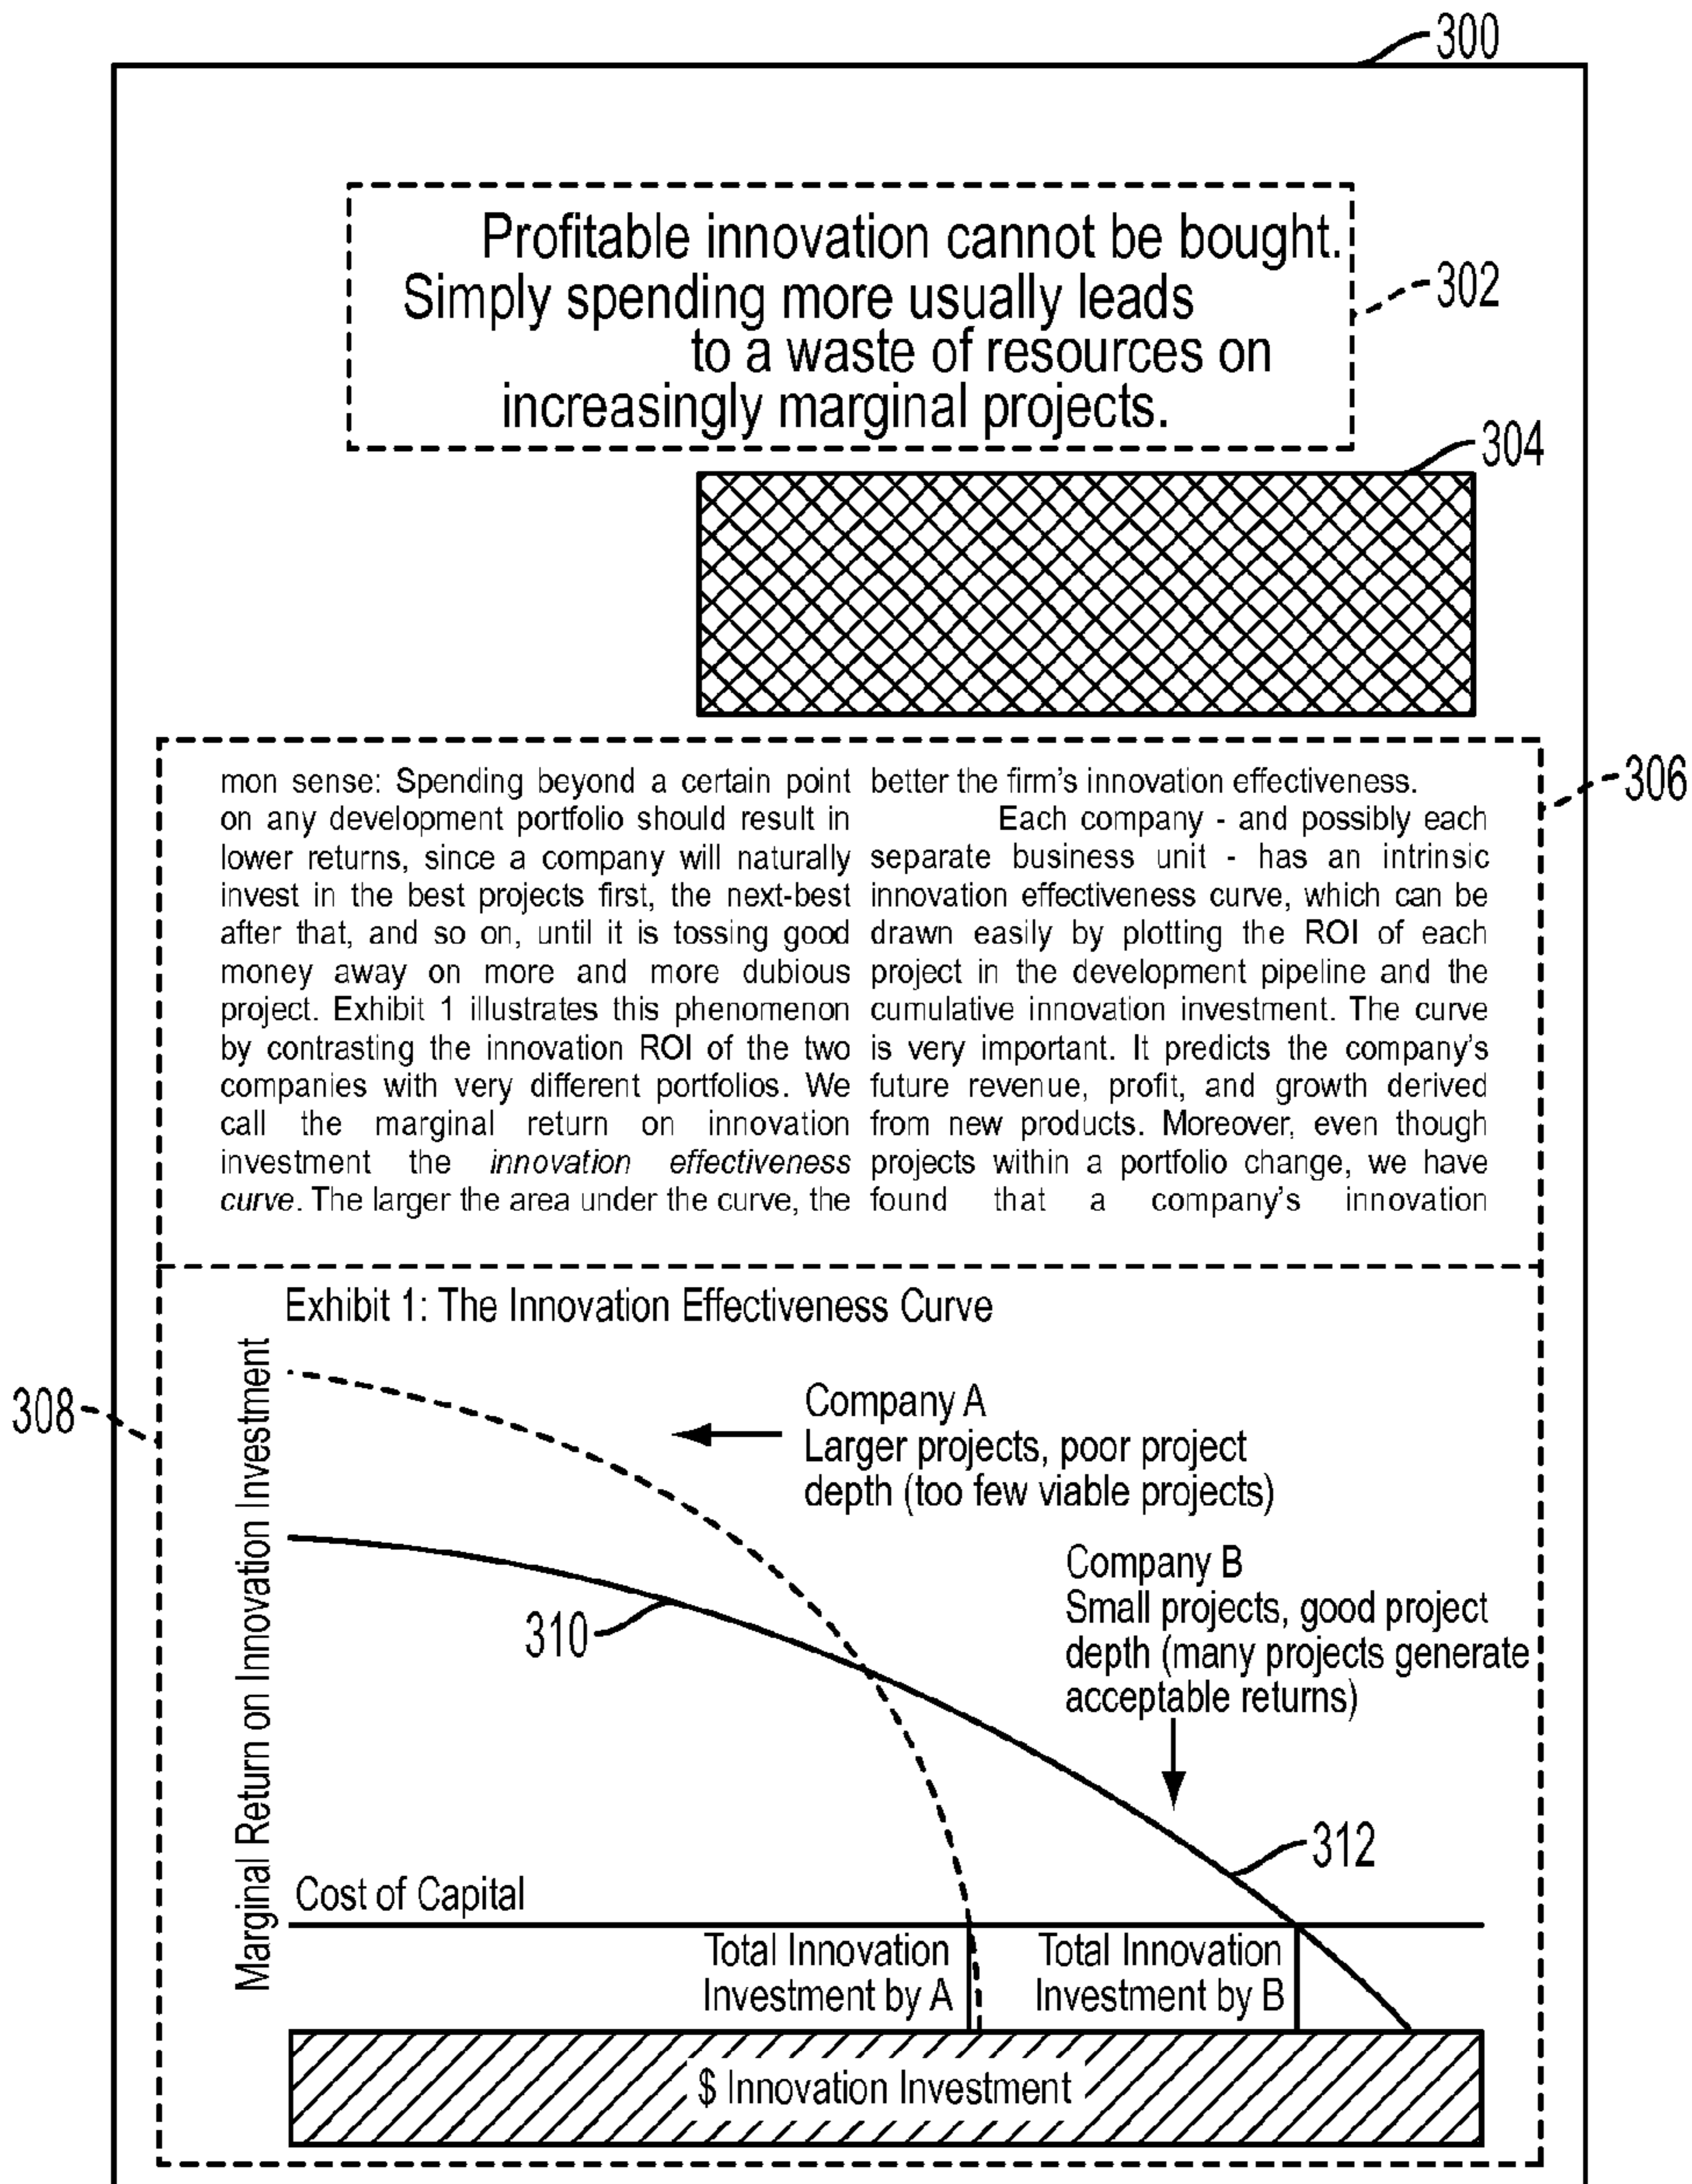 300
Profitable innovation cannot be bought.
Simply spending more usually leads
to a waste of resources on
increasingly marginal projects.
302
304
306
mon sense: Spending beyond a certain point
on any development portfolio should result in
lower returns, since a company will naturally
invest in the best projects first, the next-best
after that, and so on, until it is tossing good
money away on more and more dubious
project. Exhibit 1 illustrates this phenomenon
by contrasting the innovation ROI of the two
companies with very different portfolios. We
call the marginal return on innovation
investment the innovation effectiveness
curve. The larger the area under the curve, the
better the firm's innovation effectiveness.
Each company - and possibly each
separate business unit - has an intrinsic
innovation effectiveness curve, which can be
drawn easily by plotting the ROI of each
project in the development pipeline and the
cumulative innovation investment. The curve
is very important. It predicts the company's
future revenue, profit, and growth derived
from new products. Moreover, even though
projects within a portfolio change, we have
found that a company's innovation
308
Exhibit 1: The Innovation Effectiveness Curve
Marginal Return on Innovation Investment
Company A
Larger projects, poor project
depth (too few viable projects)
310
Company B
Small projects, good project
depth (many projects generate
acceptable returns)
312
Cost of Capital
Total Innovation
Investment by A
Total Innovation
Investment by B
$ Innovation Investment